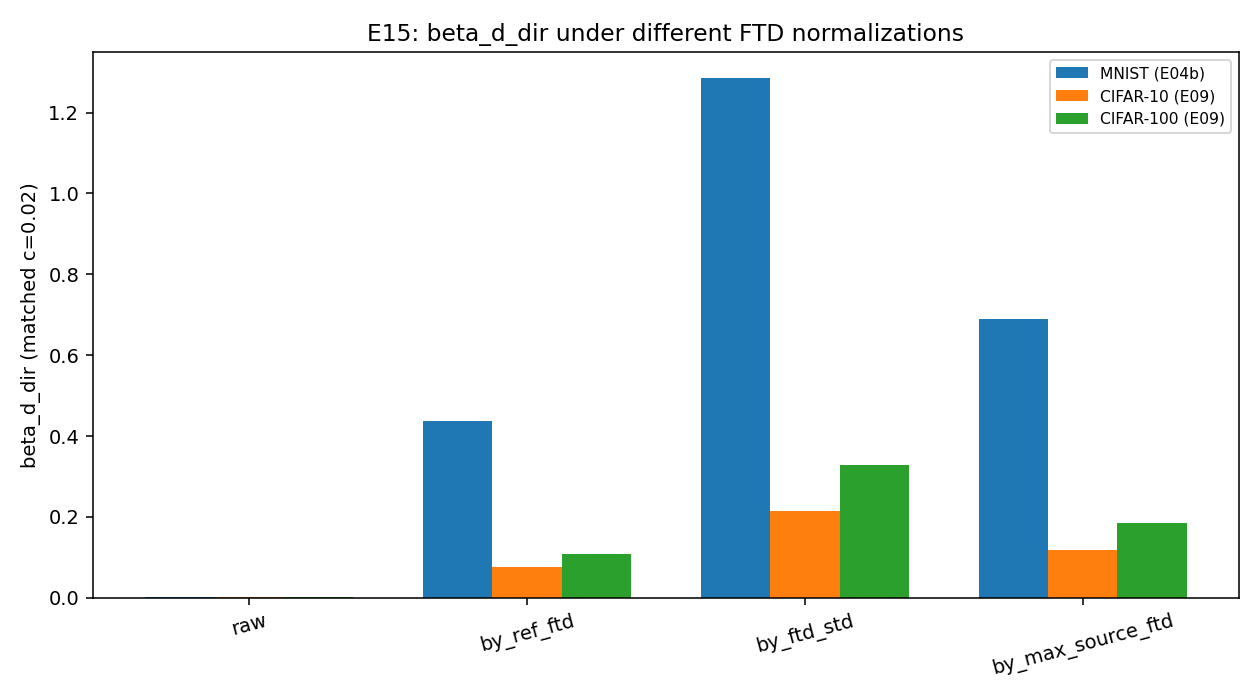 E15: beta_d_dir under different FTD normalizations
MNIST (E04b)
CIFAR-10 (E09)
CIFAR-100 (E09)
beta_d_dir (matched c=0.02)
1.2
1.0
0.8
0.6
0.4
0.2
0.0
raw
by_ref_ftd
by_ftd_std
by_max_source_ftd